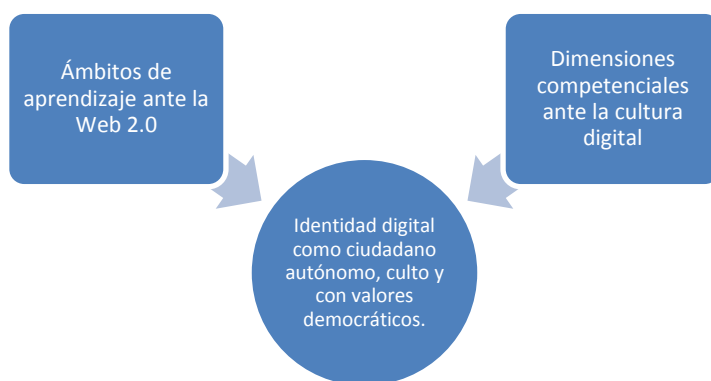 Ámbitos de
aprendizaje ante la
Web 2.0
Dimensiones
competenciales
ante la cultura
digital
Identidad digital
como ciudadano
autónomo, culto y
con valores
democráticos.